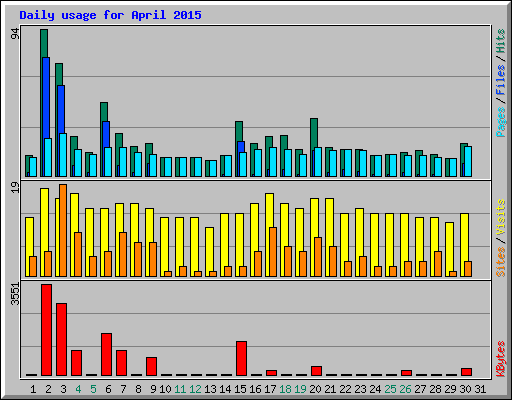 Daily usage for April 2015
94
Pages / Files / Hits
19
Sites / Visits
3551
KBytes
1 2 3 4 5 6 7 8 9 10 11 12 13 14 15 16 17 18 19 20 21 22 23 24 25 26 27 28 29 30 31